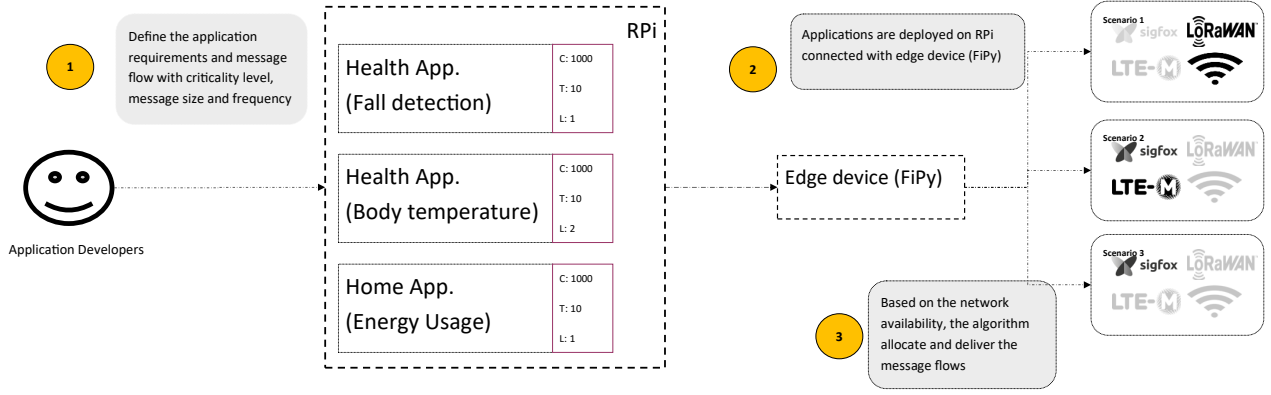 1
Define the application
requirements and message
flow with criticality level,
message size and frequency
Application Developers
RPi
Health App.
(Fall detection)
C: 1000
T: 10
L: 1
Health App.
(Body temperature)
C: 1000
T: 10
L: 2
Home App.
(Energy Usage)
C: 1000
T: 10
L: 1
2
Applications are deployed on RPi
connected with edge device (FiPy)
Edge device (FiPy)
3
Based on the network
availability, the algorithm
allocate and deliver the
message flows
Scenario 1
sigfox LoRaWAN
LTE-M
Scenario 2
sigfox LoRaWAN
LTE-M
Scenario 3
sigfox LoRaWAN
LTE-M